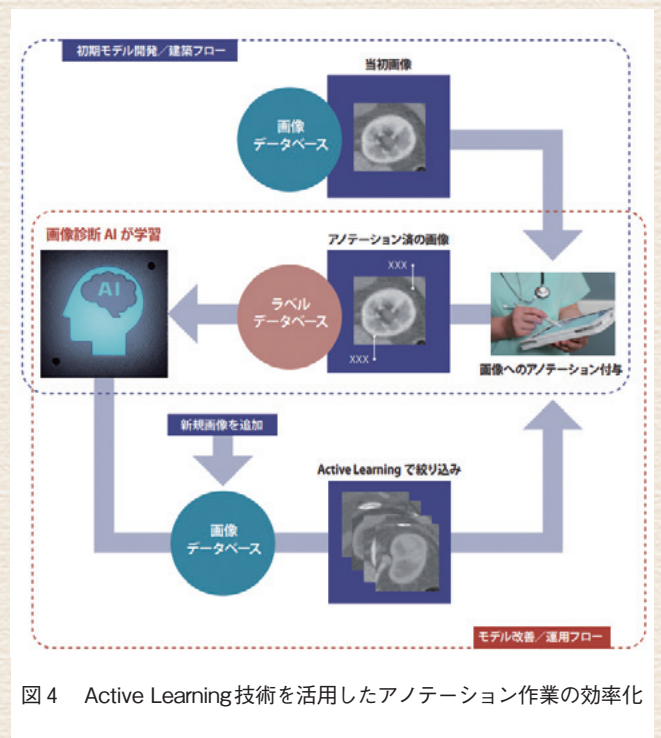 初期モデル開発／建築フロー
当初画像
画像
データベース
画像診断 AI が学習
アノテーション済の画像
AI
ラベル
データベース
XXX
XXX
画像へのアノテーション付与
新規画像を追加
Active Learning で絞り込み
画像
データベース
モデル改善／運用フロー
図 4 Active Learning技術を活用したアノテーション作業の効率化